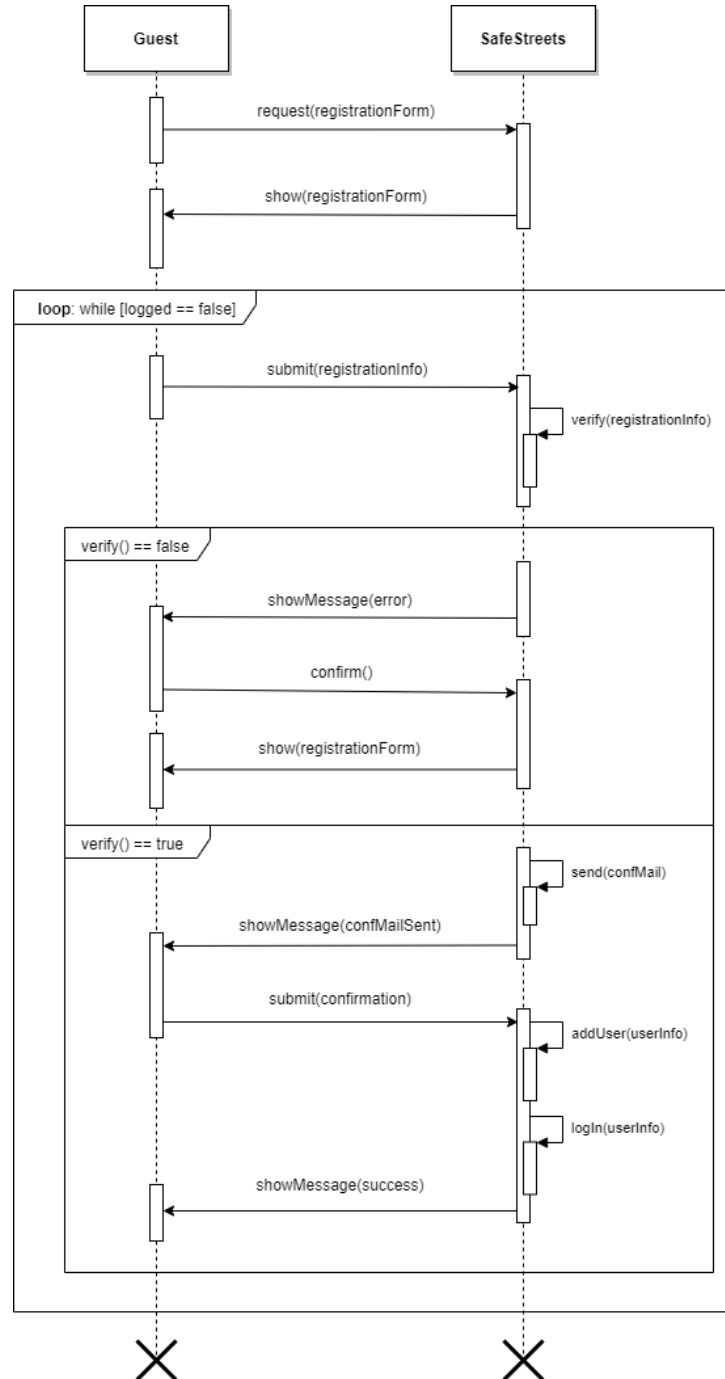 Guest
SafeStreets
request(registrationForm)
show(registrationForm)
loop: while [logged == false]
submit(registrationInfo)
verify(registrationInfo)
verify() == false
showMessage(error)
confirm()
show(registrationForm)
verify() == true
send(confMail)
showMessage(confMailSent)
submit(confirmation)
addUser(userInfo)
logIn(userInfo)
showMessage(success)